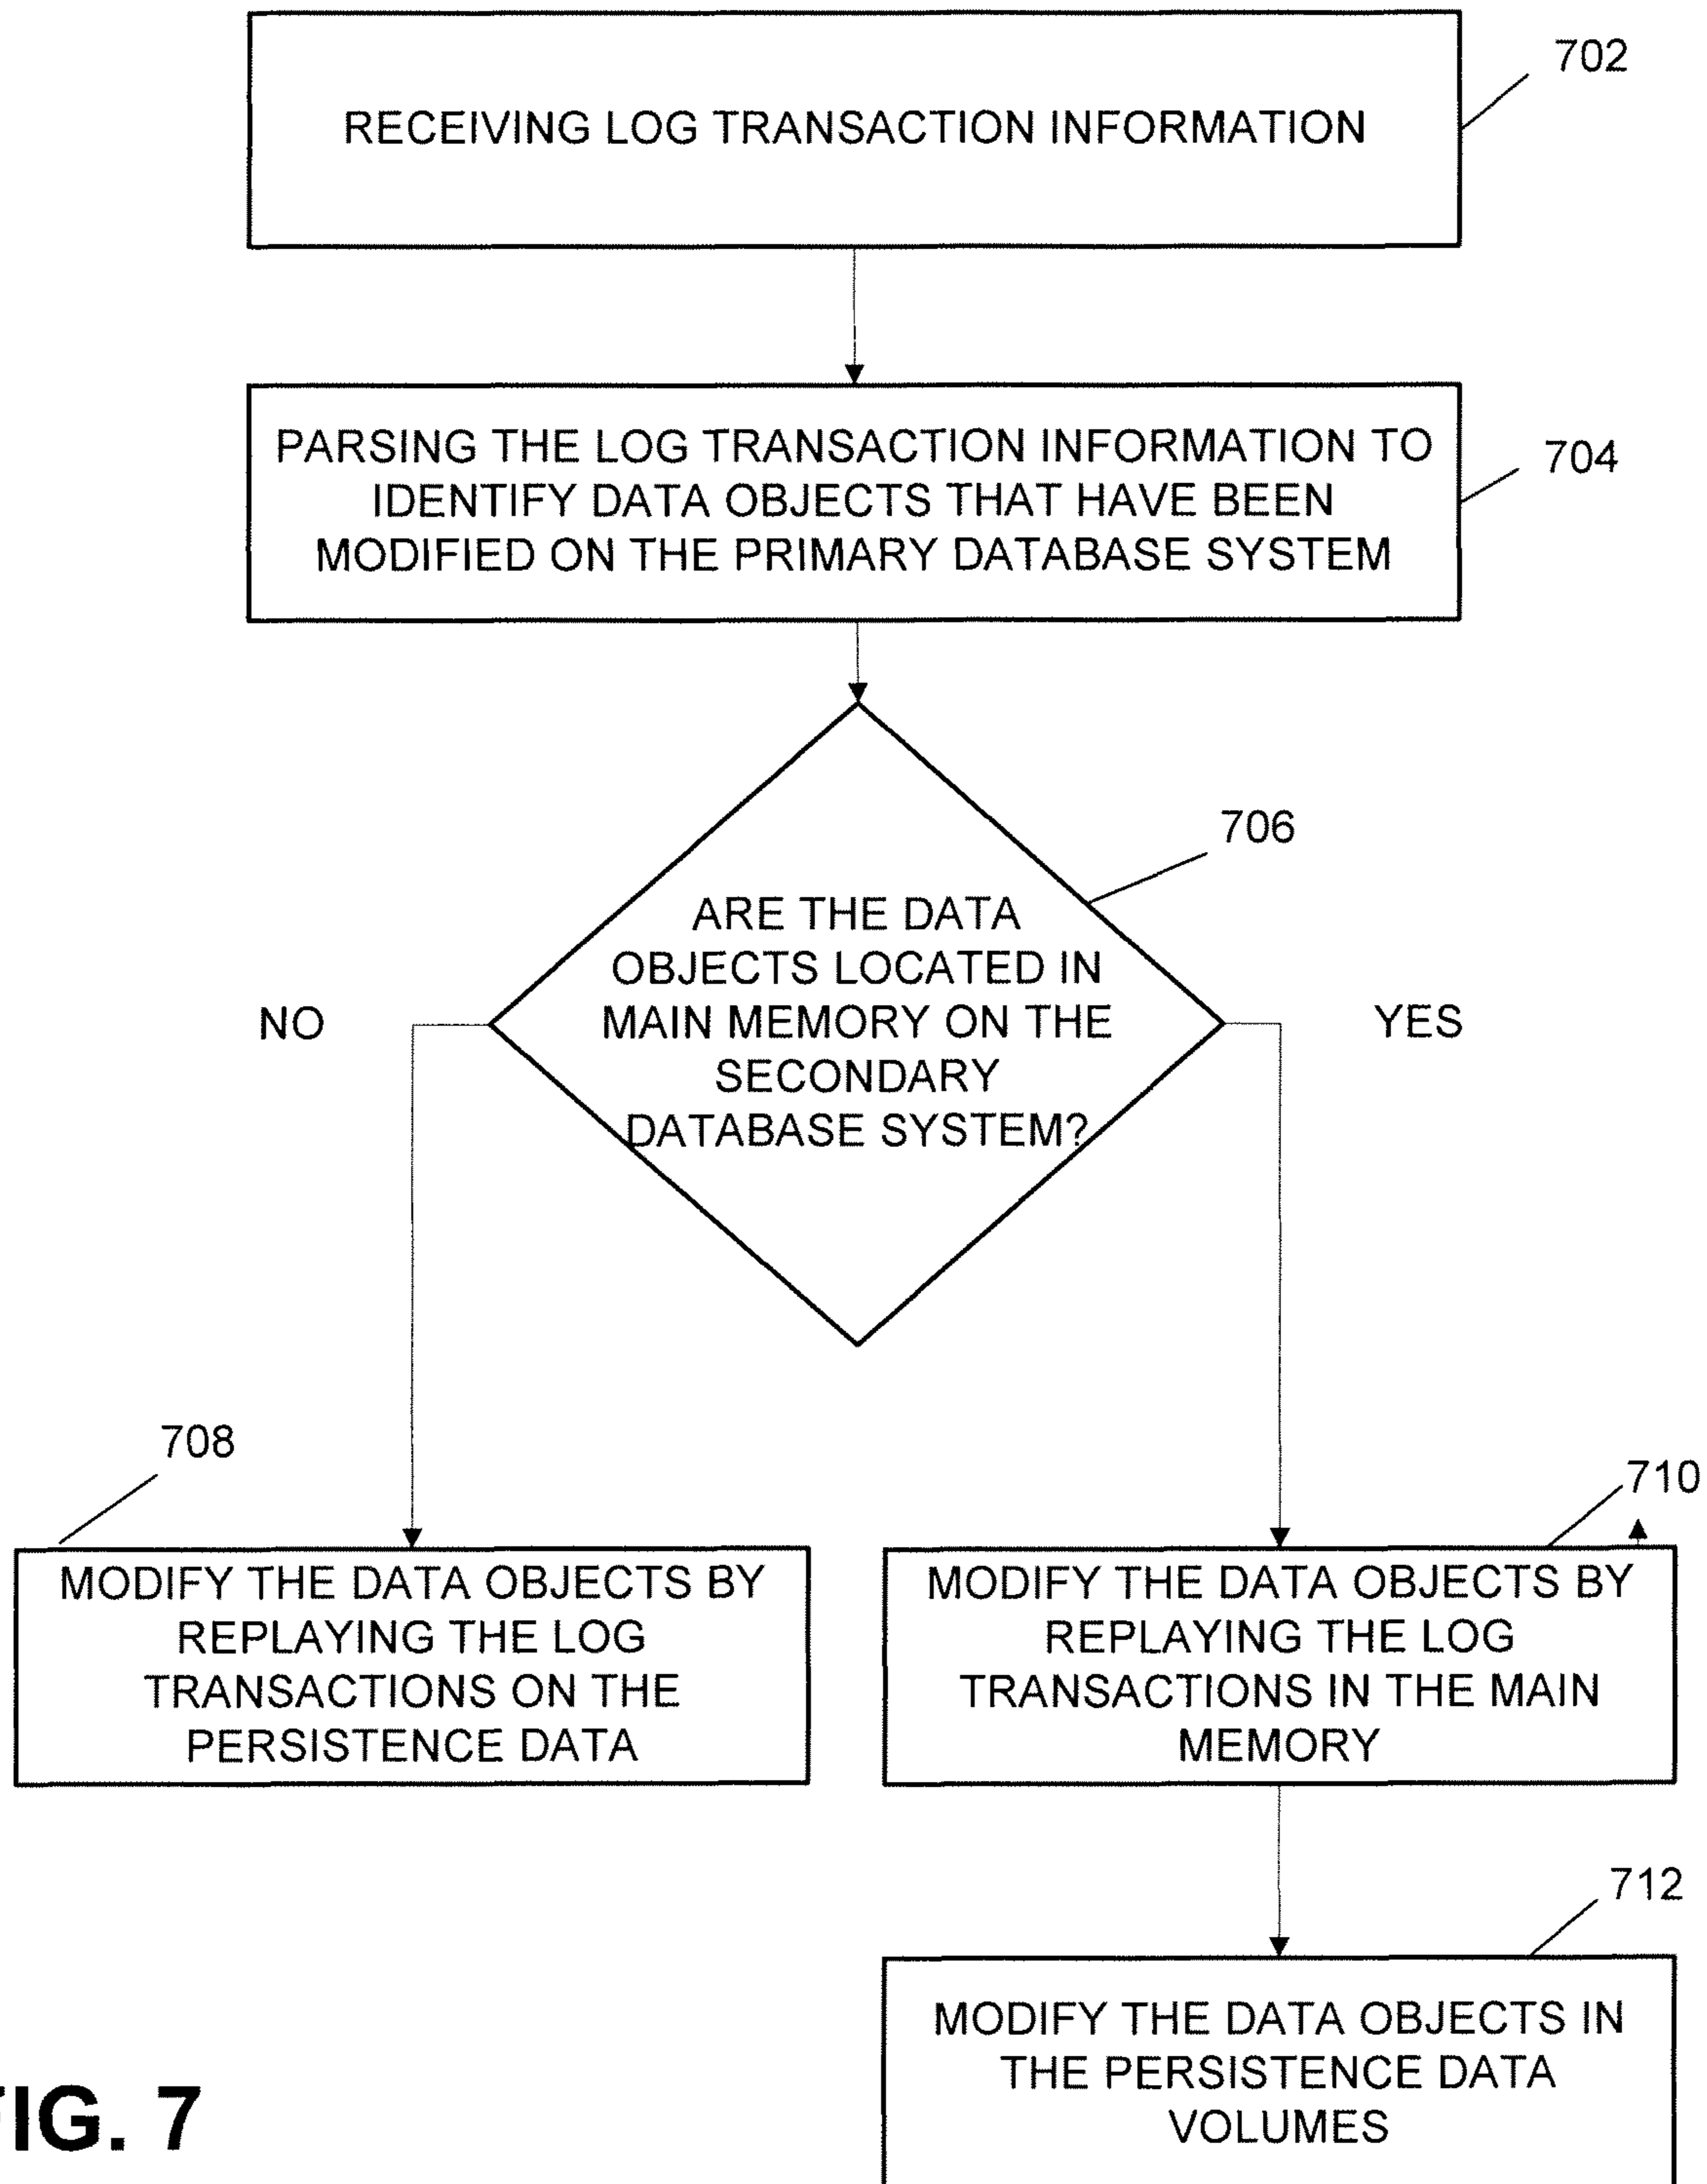 702
RECEIVING LOG TRANSACTION INFORMATION
PARSING THE LOG TRANSACTION INFORMATION TO
IDENTIFY DATA OBJECTS THAT HAVE BEEN
MODIFIED ON THE PRIMARY DATABASE SYSTEM
704
706
ARE THE DATA
OBJECTS LOCATED IN
MAIN MEMORY ON THE
SECONDARY
DATABASE SYSTEM?
NO
YES
708
MODIFY THE DATA OBJECTS BY
REPLAYING THE LOG
TRANSACTIONS ON THE
PERSISTENCE DATA
710
MODIFY THE DATA OBJECTS BY
REPLAYING THE LOG
TRANSACTIONS IN THE MAIN
MEMORY
712
MODIFY THE DATA OBJECTS IN
THE PERSISTENCE DATA
VOLUMES
FIG. 7